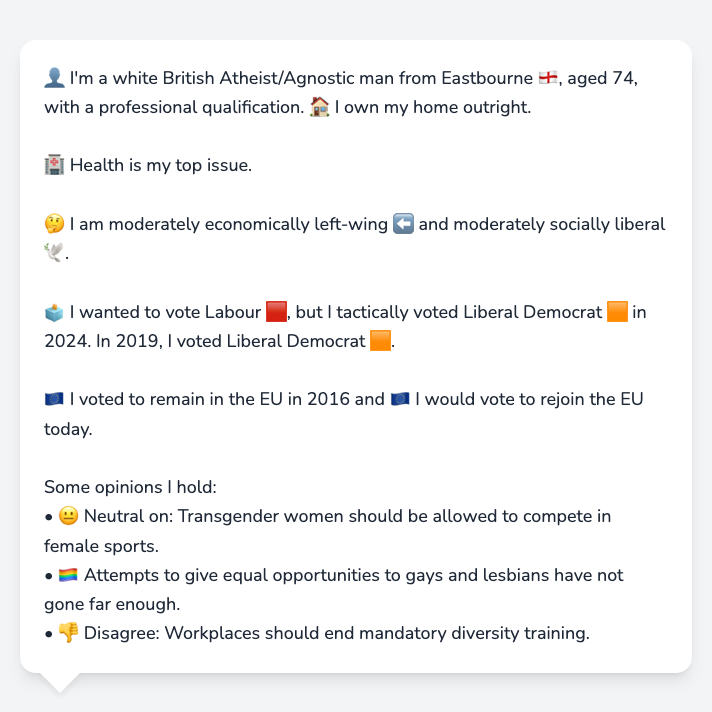 👤 I'm a white British Atheist/Agnostic man from Eastbourne 🏴󠁧󠁢󠁥󠁮󠁧󠁿, aged 74,
with a professional qualification. 🏠 I own my home outright.
🏥 Health is my top issue.
🤔 I am moderately economically left-wing ⬅️ and moderately socially liberal
🕊️.
🗳️ I wanted to vote Labour 🟥, but I tactically voted Liberal Democrat 🟧 in
2024. In 2019, I voted Liberal Democrat 🟧.
🇪🇺 I voted to remain in the EU in 2016 and 🇪🇺 I would vote to rejoin the EU
today.
Some opinions I hold:
• 😐 Neutral on: Transgender women should be allowed to compete in
female sports.
• 🏳️‍🌈 Attempts to give equal opportunities to gays and lesbians have not
gone far enough.
• 👎 Disagree: Workplaces should end mandatory diversity training.